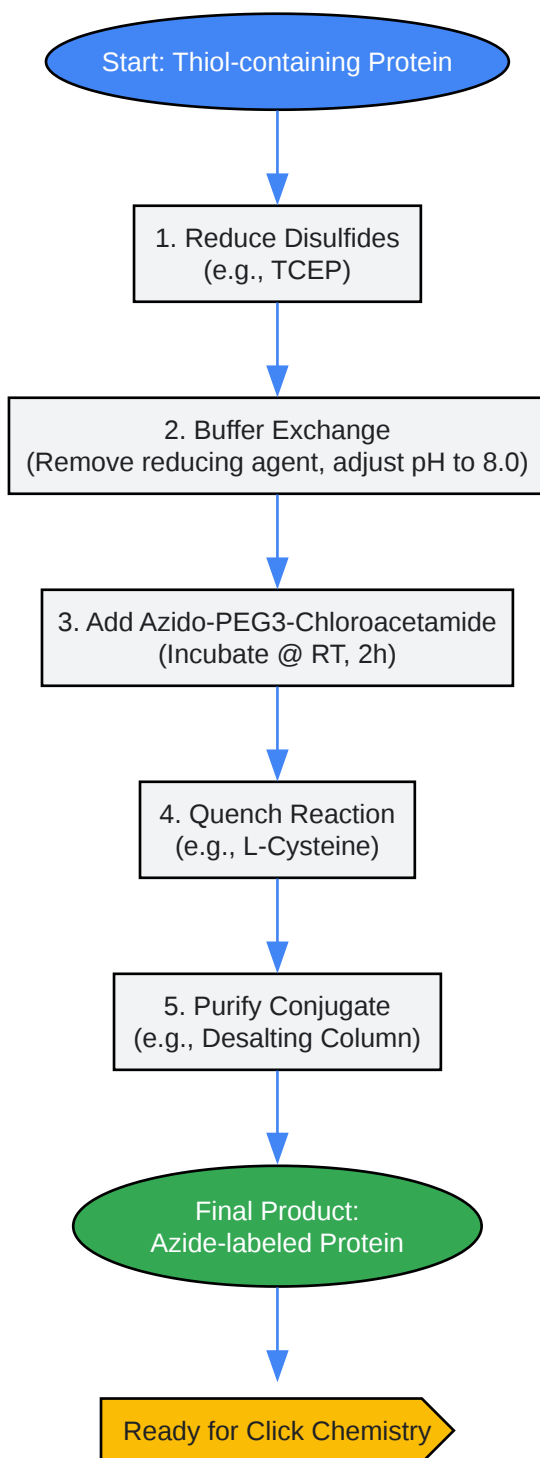 Start: Thiol-containing Protein
1. Reduce Disulfides
(e.g., TCEP)
2. Buffer Exchange
(Remove reducing agent, adjust pH to 8.0)
3. Add Azido-PEG3-Chloroacetamide
(Incubate @ RT, 2h)
4. Quench Reaction
(e.g., L-Cysteine)
5. Purify Conjugate
(e.g., Desalting Column)
Final Product:
Azide-labeled Protein
Ready for Click Chemistry